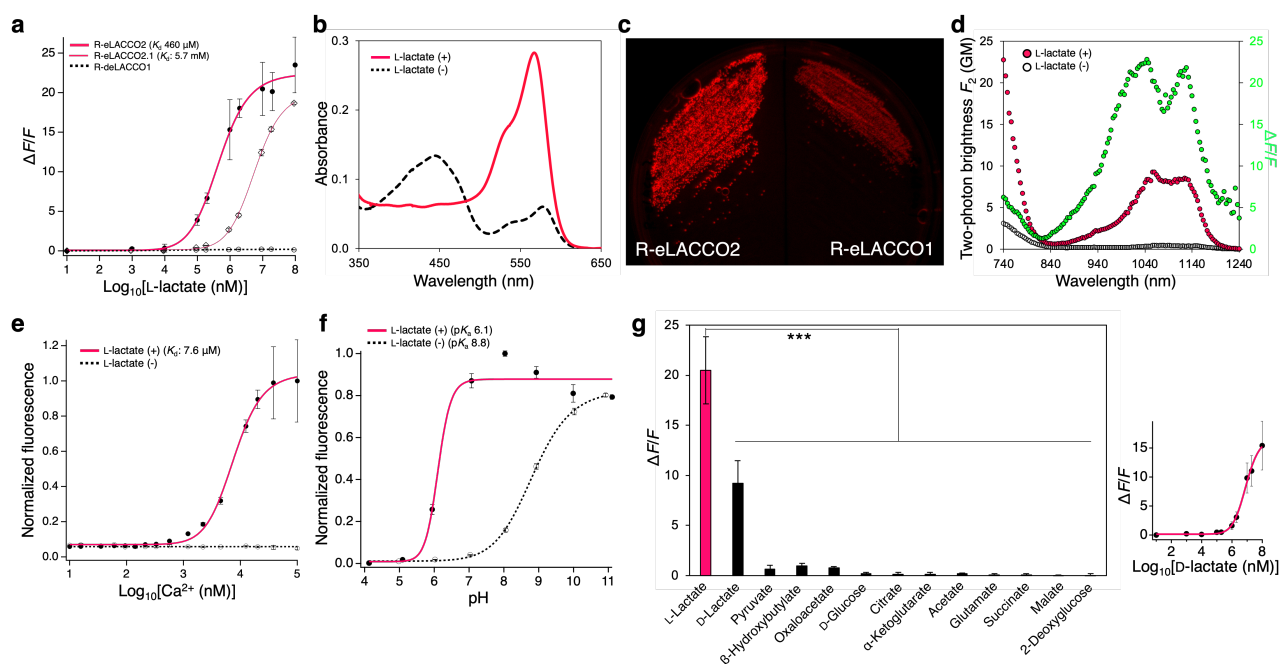 a
R-eLACCO2 (Kd 460 µM)
R-eLACCO2.1 (Kd: 5.7 mM)
R-deLACCO1
25
20
15
10
5
0
ΔF/F
1 2 3 4 5 6 7 8
Log10[L-lactate (nM)]
b
L-lactate (+)
L-lactate (-)
0.3
0.2
0.1
0.0
Absorbance
350 450 550 650
Wavelength (nm)
c
R-eLACCO2 R-eLACCO1
d
L-lactate (+)
L-lactate (-)
25
20
15
10
5
0
Two-photon brightness F2 (GM)
25
20
15
10
5
0
ΔF/F
740 840 940 1040 1140 1240
Wavelength (nm)
e
L-lactate (+) (Kd: 7.6 µM)
L-lactate (-)
1.2
1.0
0.8
0.6
0.4
0.2
0.0
Normalized fluorescence
1 2 3 4 5
Log10[Ca2+ (nM)]
f
L-lactate (+) (pKa 6.1)
L-lactate (-) (pKa 8.8)
1.0
0.8
0.6
0.4
0.2
0.0
Normalized fluorescence
4 5 6 7 8 9 10 11
pH
g
25
20
15
10
5
0
ΔF/F
***
L-Lactate
D-Lactate
Pyruvate
β-Hydroxybutylate
Oxaloacetate
D-Glucose
Citrate
α-Ketoglutarate
Acetate
Glutamate
Succinate
Malate
2-Deoxyglucose
15
10
5
0
ΔF/F
2 4 6 8
Log10[D-lactate (nM)]